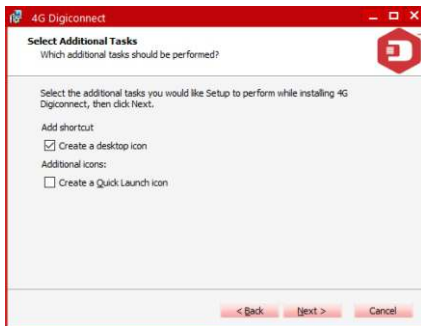 4G Digiconnect
Select Additional Tasks
Which additional tasks should be performed?
Select the additional tasks you would like Setup to perform while installing 4G
Digiconnect, then click Next.
Add shortcut
Create a desktop icon
Additional icons:
Create a Quick Launch icon
< Back
Next >
Cancel